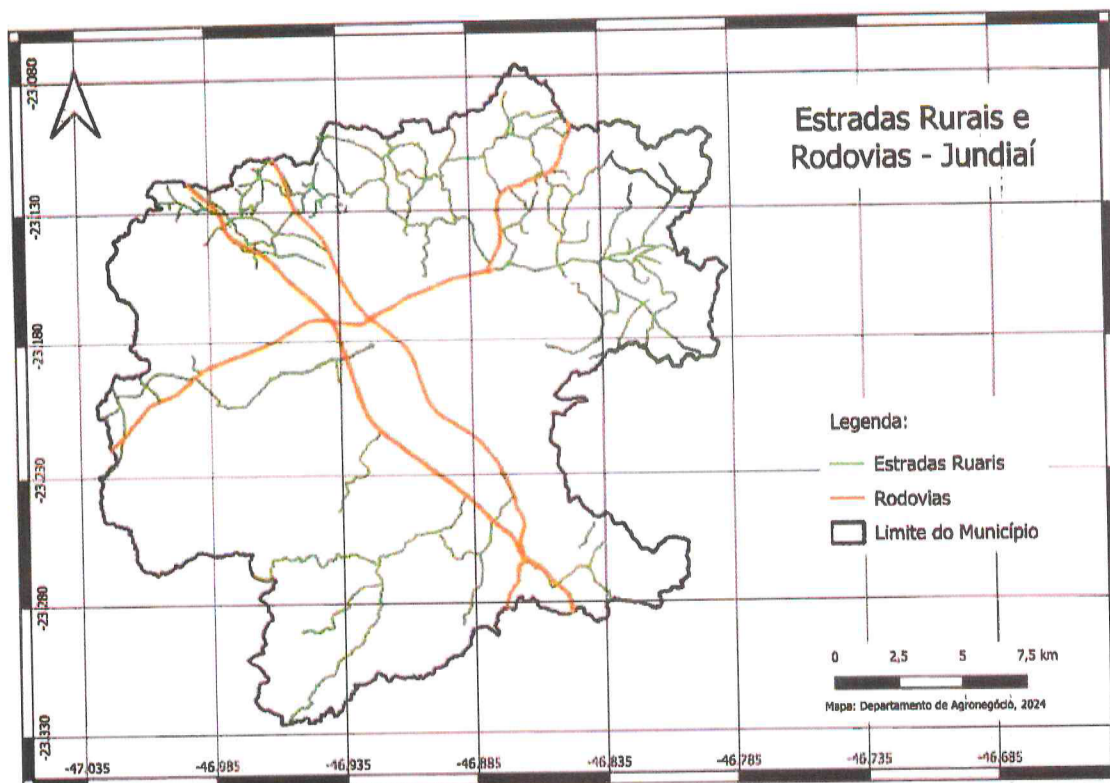 Estradas Rurais e
Rodovias - Jundiaí
-23.080
-23.130
-23.180
-23.230
-23.280
-23.330
Legenda:
Estradas Ruaris
Rodovias
Limite do Município
0 2,5 5 7,5 km
Mapa: Departamento de Agronegócio, 2024
-47.035 -46.985 -46.935 -46.885 -46.835 -46.785 -46.735 -46.685